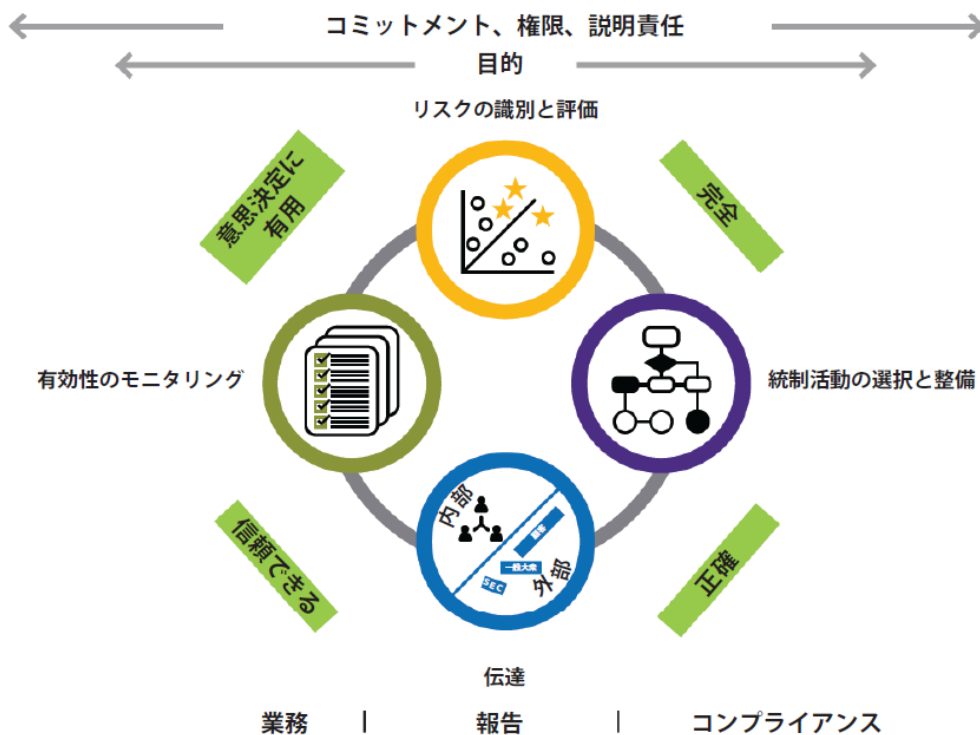 コミットメント、権限、説明責任
目的
リスクの識別と評価
意思決定に
有用
完全
有効性のモニタリング
統制活動の選択と整備
内部
顧客
一般大衆
SEC
外部
信頼できる
正確
伝達
業務 | 報告 | コンプライアンス